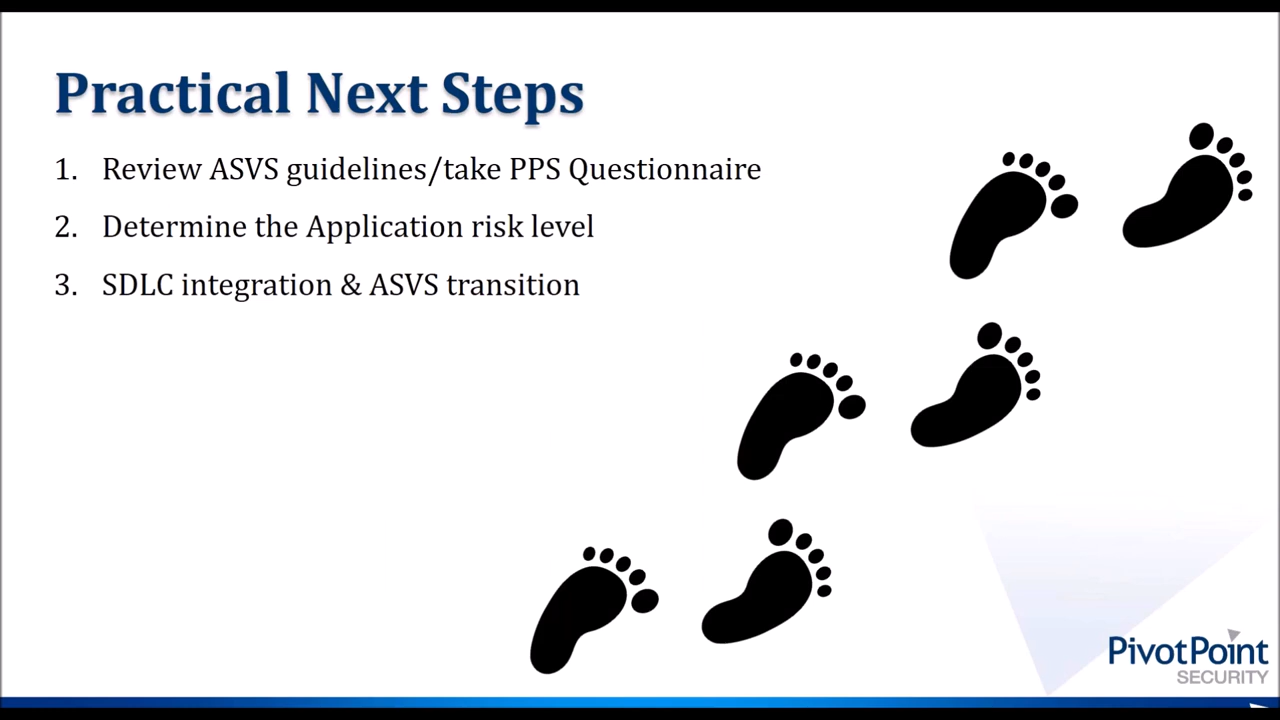 Practical Next Steps
1. Review ASVS guidelines/take PPS Questionnaire
2. Determine the Application risk level
3. SDLC integration & ASVS transition
PivotPoint
SECURITY